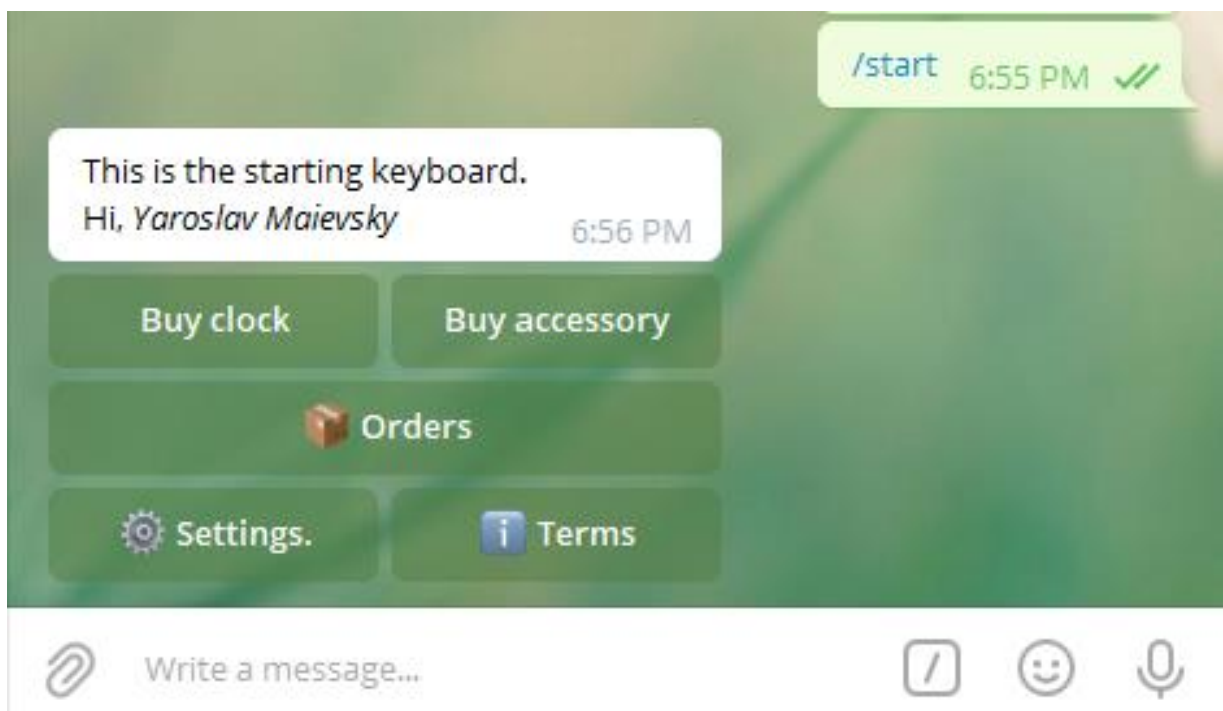 /start 6:55 PM
This is the starting keyboard.
Hi, Yaroslav Maievsky 6:56 PM
Buy clock Buy accessory
Orders
Settings. Terms
Write a message...